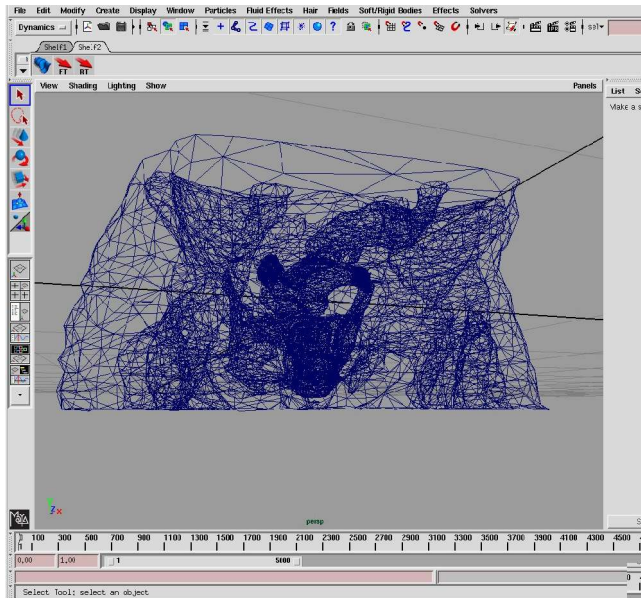 File Edit Modify Create Display Window Particles Fluid Effects Hair Fields Soft/Rigid Bodies Effects Solvers
Dynamics sel
Shelf1 Shelf2
FT RT
View Shading Lighting Show Panels
List
Make a s
persp
100 300 500 700 900 1100 1300 1500 1700 1900 2100 2300 2500 2700 2900 3100 3300 3500 3700 3900 4100 4300 4500
0,00 1,00 1 5000
Select Tool: select an object